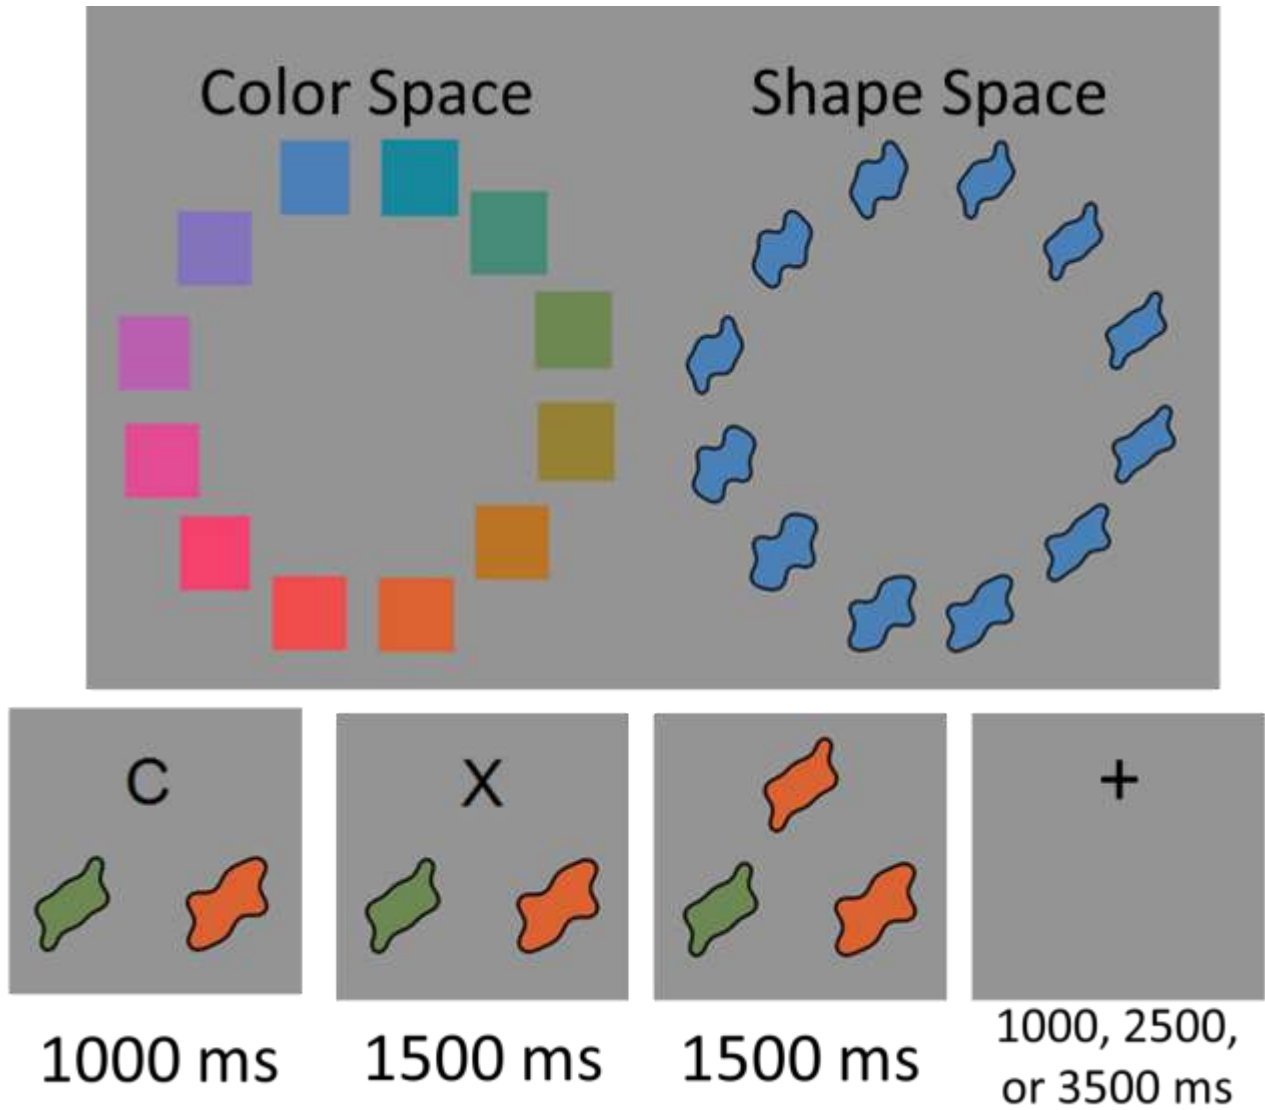 Color Space
Shape Space
C
X
+
1000 ms
1500 ms
1500 ms
1000, 2500,
or 3500 ms